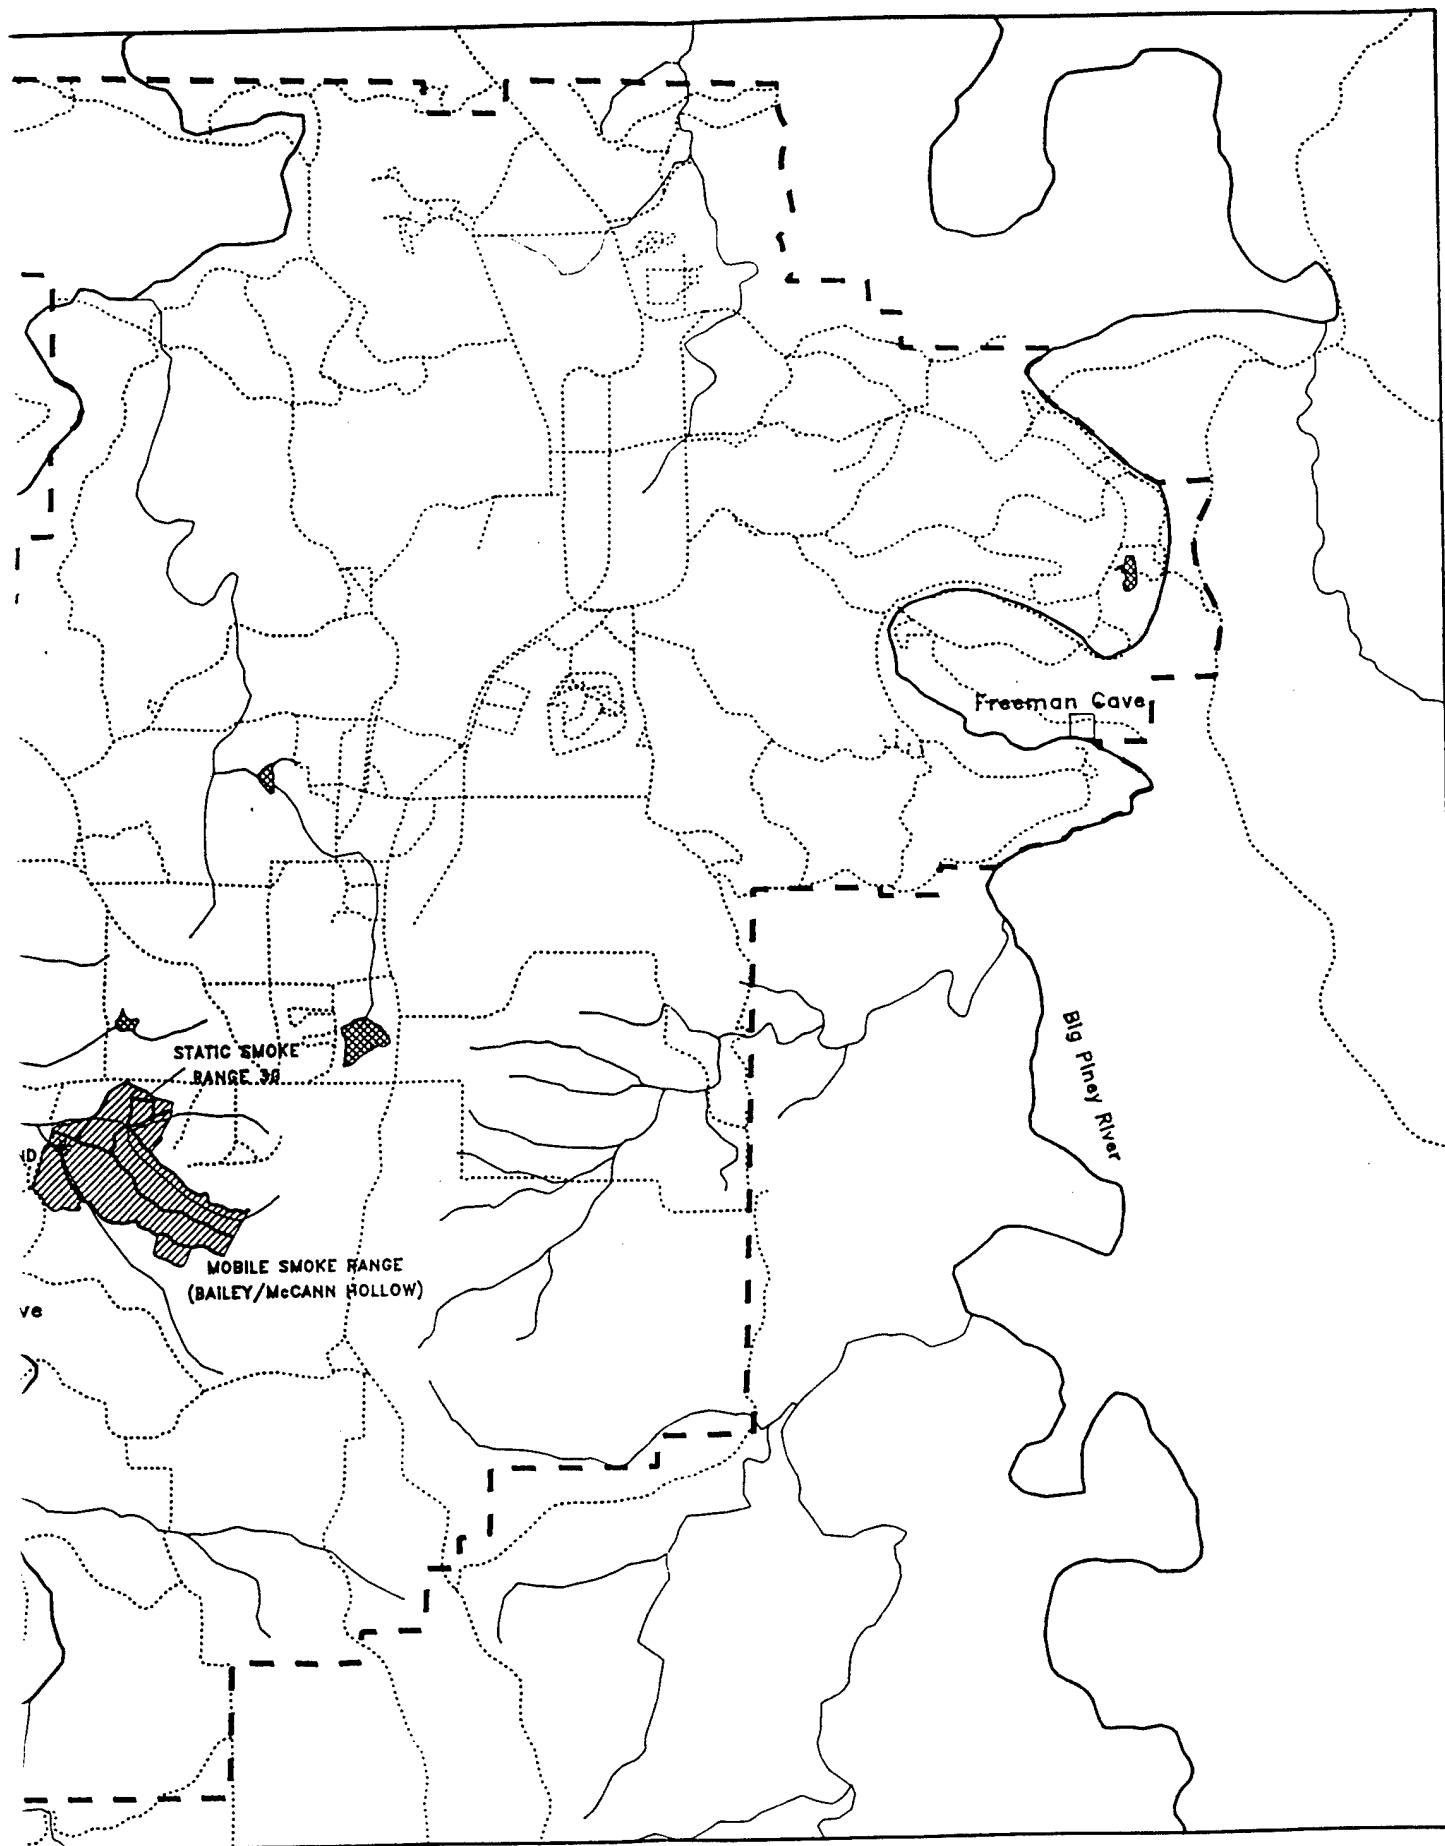 Freeman Cave
Big Piney River
STATIC SMOKE
RANGE 30
ND
MOBILE SMOKE RANGE
(BAILEY/McCANN HOLLOW)
ve